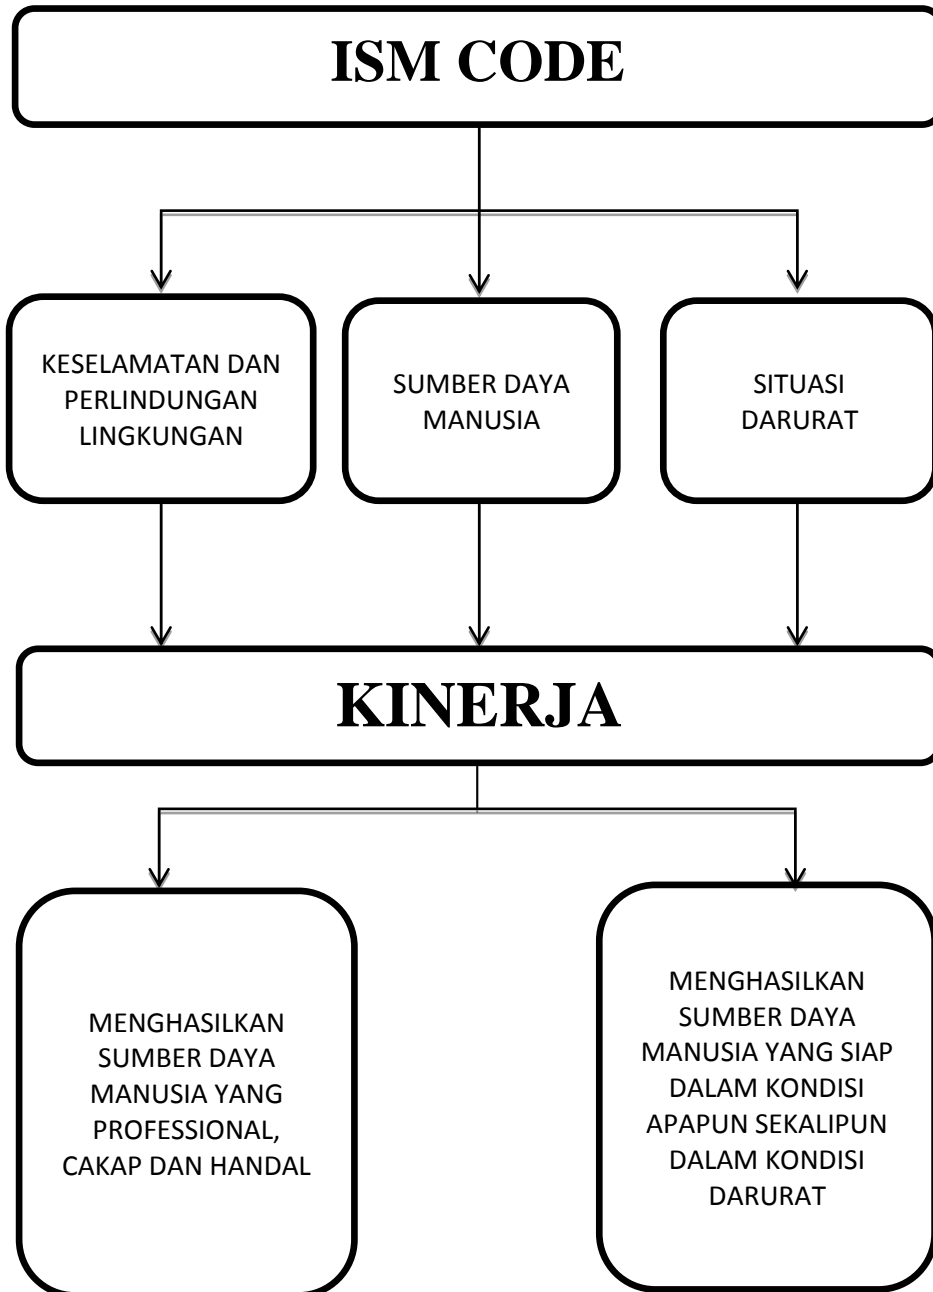 ISM CODE
KESELAMATAN DAN
PERLINDUNGAN
LINGKUNGAN
SUMBER DAYA
MANUSIA
SITUASI
DARURAT
KINERJA
MENGHASILKAN
SUMBER DAYA
MANUSIA YANG
PROFESSIONAL,
CAKAP DAN HANDAL
MENGHASILKAN
SUMBER DAYA
MANUSIA YANG SIAP
DALAM KONDISI
APAPUN SEKALIPUN
DALAM KONDISI
DARURAT